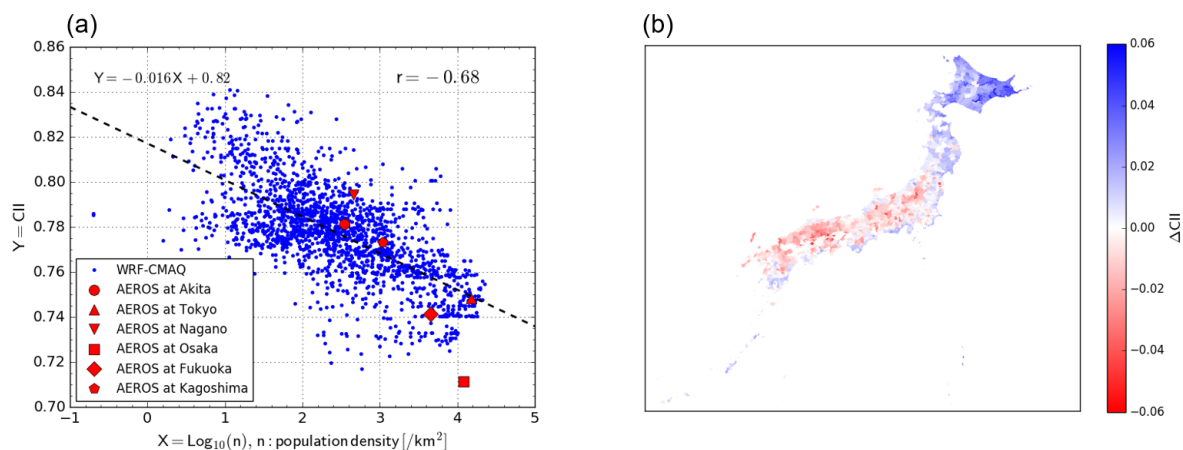 (a)
(b)
Y = −0.016X + 0.82
r = −0.68
Y = CII
0.86
0.84
0.82
0.80
0.78
0.76
0.74
0.72
0.70
WRF-CMAQ
AEROS at Akita
AEROS at Tokyo
AEROS at Nagano
AEROS at Osaka
AEROS at Fukuoka
AEROS at Kagoshima
−1 0 1 2 3 4 5
X = Log₁₀(n), n : population density [/km²]
0.06
0.04
0.02
0.00
−0.02
−0.04
−0.06
ΔCII